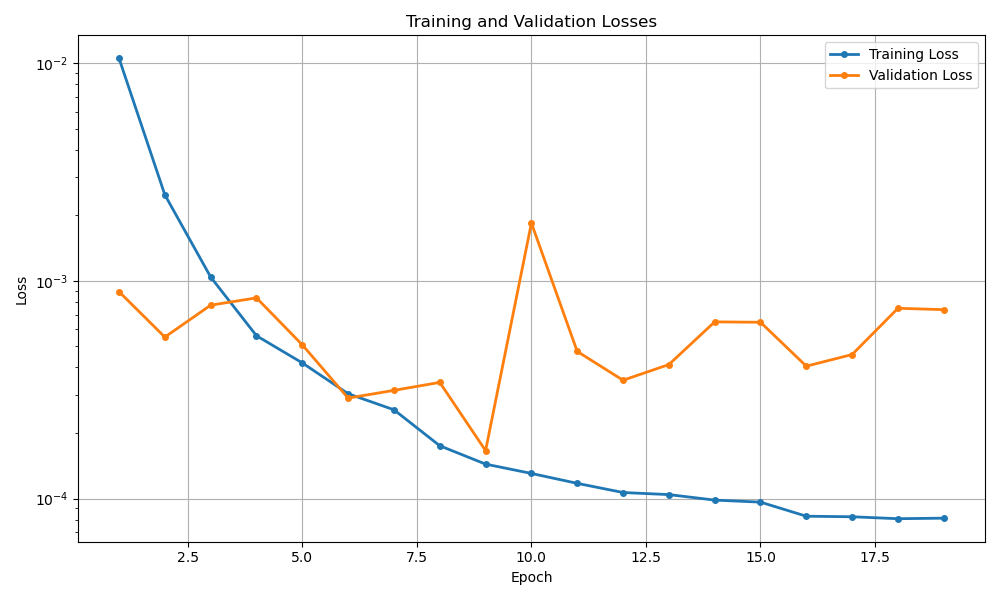 Training and Validation Losses
Training Loss
Validation Loss
10⁻²
10⁻³
10⁻⁴
Loss
2.5 5.0 7.5 10.0 12.5 15.0 17.5
Epoch